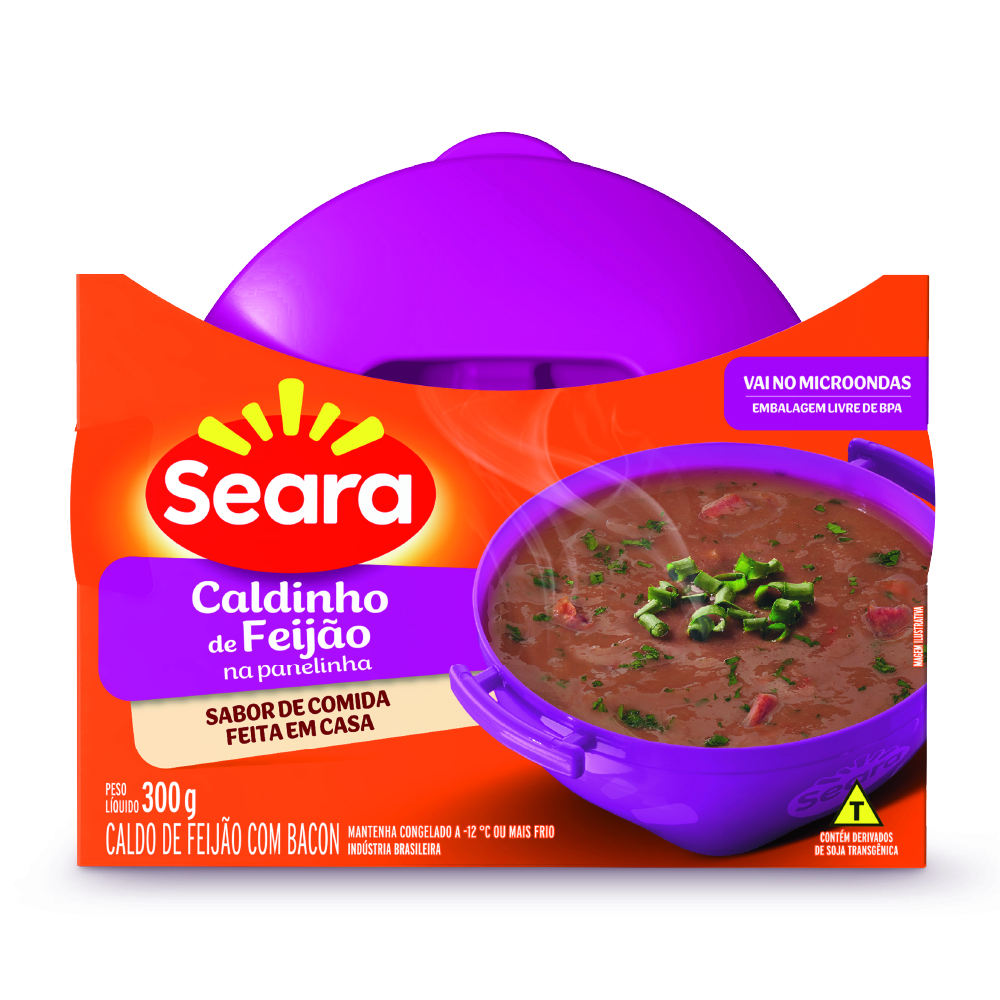 VAI NO MICROONDAS
EMBALAGEM LIVRE DE BPA
Seara
Caldinho
de Feijão
na panelinha
SABOR DE COMIDA
FEITA EM CASA
IMAGEM ILUSTRATIVA
Seara
PESO
LÍQUIDO 300 g
CALDO DE FEIJÃO COM BACON
MANTENHA CONGELADO A -12 °C OU MAIS FRIO
INDÚSTRIA BRASILEIRA
T
CONTÉM DERIVADOS
DE SOJA TRANSGÊNICA